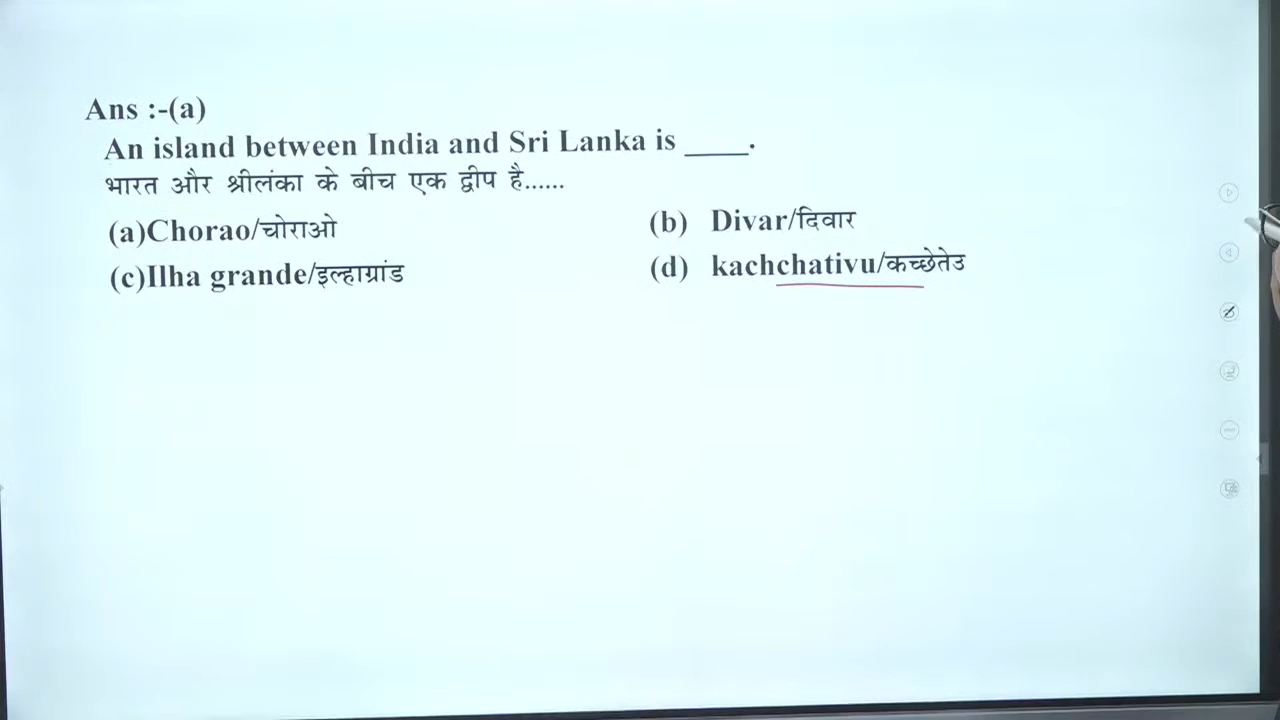 Ans :-(a)
An island between India and Sri Lanka is ____.
भारत और श्रीलंका के बीच एक द्वीप है......
(a)Chorao/चोराओ (b) Divar/दिवार
(c)Ilha grande/इल्हाग्रांड (d) kachchativu/कच्छेतेउ